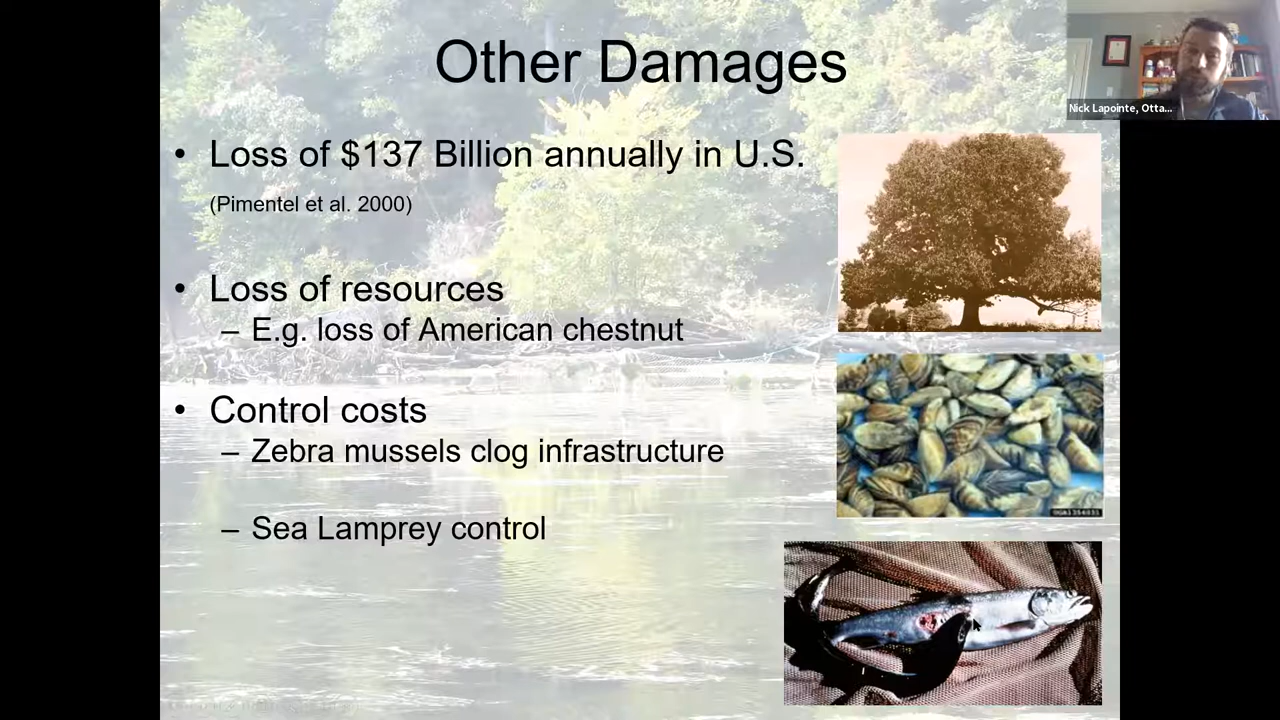 Other Damages
Nick Lapointe, Otta...
• Loss of $137 Billion annually in U.S.
(Pimentel et al. 2000)
• Loss of resources
– E.g. loss of American chestnut
• Control costs
– Zebra mussels clog infrastructure
– Sea Lamprey control